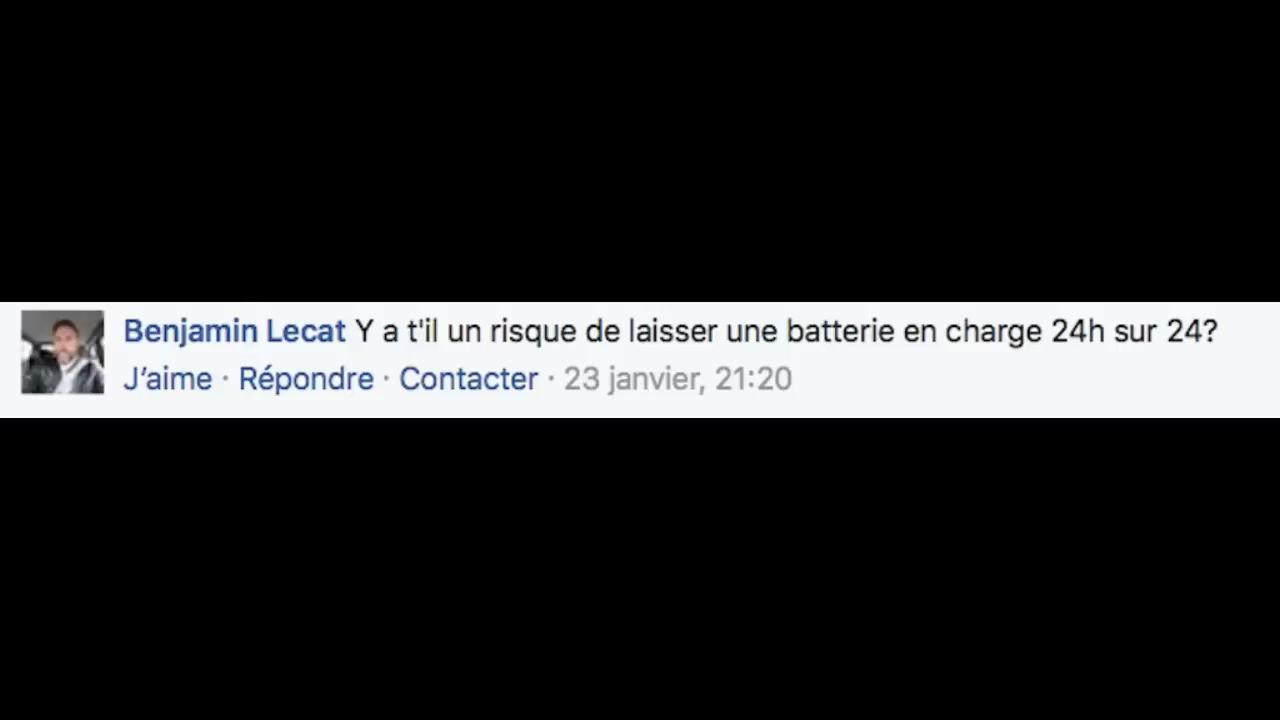 Benjamin Lecat Y a t'il un risque de laisser une batterie en charge 24h sur 24?
J’aime · Répondre · Contacter · 23 janvier, 21:20